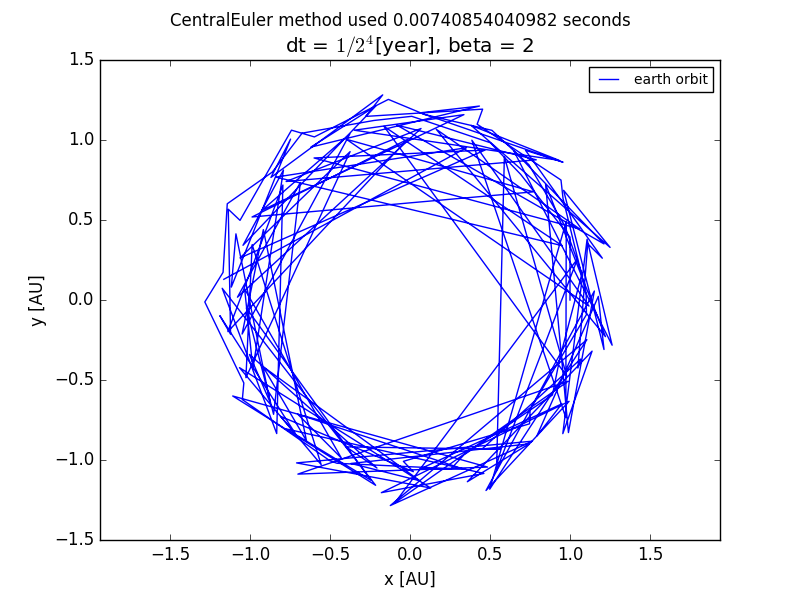 CentralEuler method used 0.00740854040982 seconds
dt = 1/2⁴[year], beta = 2
earth orbit
1.5
1.0
0.5
0.0
−0.5
−1.0
−1.5
y [AU]
−1.5 −1.0 −0.5 0.0 0.5 1.0 1.5
x [AU]